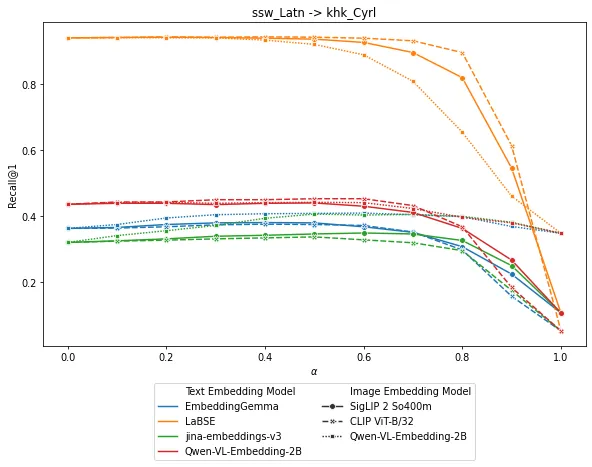 ssw_Latn -> khk_Cyrl
Recall@1
0.8
0.6
0.4
0.2
0.0 0.2 0.4 0.6 0.8 1.0
α
Text Embedding Model Image Embedding Model
EmbeddingGemma SigLIP 2 So400m
LaBSE CLIP ViT-B/32
jina-embeddings-v3 Qwen-VL-Embedding-2B
Qwen-VL-Embedding-2B